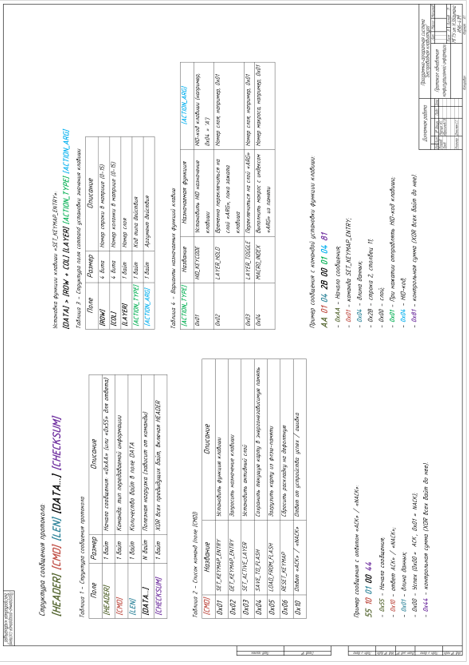 Структура сообщения протокола
[HEADER] [CMD] [LEN] [DATA...] [CHECKSUM]
Таблица 1 – Структура сообщения протокола
Поле Размер Описание
[HEADER] 1 байт Начало сообщения «0xAA» (или «0x55» для ответа)
[CMD] 1 байт Команда: тип передаваемой информации
[LEN] 1 байт Количество байт в поле DATA
[DATA...] N байт Полезная нагрузка (зависит от команды)
[CHECKSUM] 1 байт XOR всех предыдущих байт, включая HEADER
Таблица 2 – Список команд поля [CMD]
[CMD] Название Описание
0x01 SET_KEYMAP_ENTRY Установить функцию клавиши
0x02 GET_KEYMAP_ENTRY Запросить назначение клавиши
0x03 SET_ACTIVE_LAYER Установить активный слой
0x04 SAVE_TO_FLASH Сохранить текущую карту в энергонезависимую память
0x05 LOAD_FROM_FLASH Загрузить карту из флэш-памяти
0x06 RESET_KEYMAP Сбросить раскладку на дефолтную
0x10 Ответ «ACK» / «NACK» Ответ от устройства: успех / ошибка
Пример сообщения с ответом «ACK» / «NACK»
55 10 01 00 44
- 0x55 - Начало сообщения;
- 0x10 - ответ ACK» / «NACK»;
- 0x01 - длина данных;
- 0x00 - Успех (0x00 = ACK, 0x01 = NACK);
- 0x44 - контрольная сумма (XOR всех байт до неё)
Установка функции клавиши «SET_KEYMAP_ENTRY»
[DATA] = [ROW + COL] [LAYER] [ACTION_TYPE] [ACTION_ARG]
Таблица 3 – Структура поля команд установки значения клавиши
Поле Размер Описание
[ROW] 4 бита Номер строки в матрице (0-15)
[COL] 4 бита Номер колонки в матрице (0-15)
[LAYER] 1 байт Номер слоя
[ACTION_TYPE] 1 байт Код типа действия
[ACTION_ARG] 1 байт Аргумент действия
Таблица 4 – Варианты назначаемых функций клавиш
[ACTION_TYPE] Название Назначаемая функция [ACTION_ARG]
0x01 HID_KEYCODE Установить HID назначение клавиши HID-код клавиши (например, 0x04 = 'A')
0x02 LAYER_HOLD Временно переключиться на слой «ARG», пока зажата клавиша Номер слоя, например, 0x01
0x03 LAYER_TOGGLE Переключиться на слой «ARG» Номер слоя, например, 0x01
0x04 MACRO_INDEX Выполнить макрос с индексом «ARG» из памяти Номер макроса, например, 0x01
Пример сообщения с командой установки функции клавиши;
AA 01 04 2B 00 01 04 81
- 0xAA - Начало сообщения;
- 0x01 - команда SET_KEYMAP_ENTRY;
- 0x04 - длина данных;
- 0x2B - строка 2, столбец 11;
- 0x00 - слой;
- 0x01 - При нажатии отправлять HID-код клавиши;
- 0x04 - HID-код;
- 0x81 - контрольная сумма (XOR всех байт до неё)
Дипломная работа